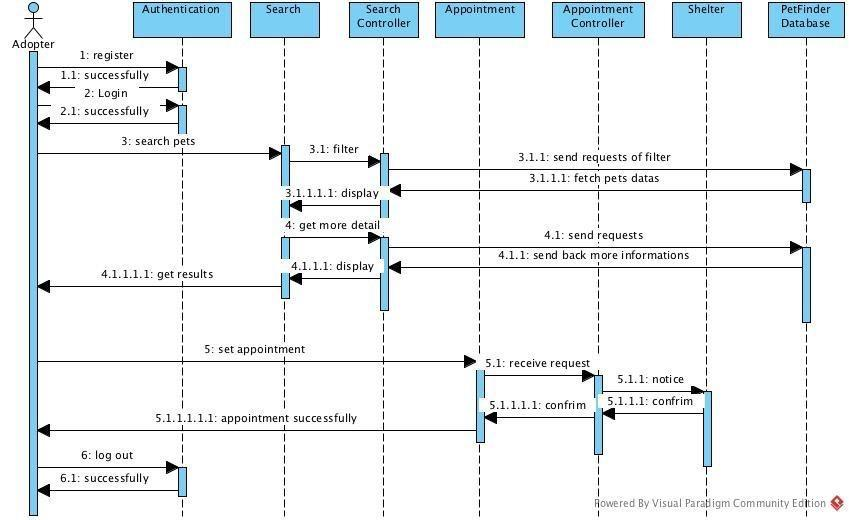 Authentication
Search
Search
Controller
Appointment
Appointment
Controller
Shelter
PetFinder
Database
Adopter
1: register
1.1: successfully
2: Login
2.1: successfully
3: search pets
3.1: filter
3.1.1: send requests of filter
3.1.1.1: fetch pets datas
3.1.1.1.1: display
4: get more detail
4.1: send requests
4.1.1: send back more informations
4.1.1.1: display
4.1.1.1.1: get results
5: set appointment
5.1: receive request
5.1.1: notice
5.1.1.1: confrim
5.1.1.1.1: confrim
5.1.1.1.1.1: appointment successfully
6: log out
6.1: successfully
Powered By Visual Paradigm Community Edition